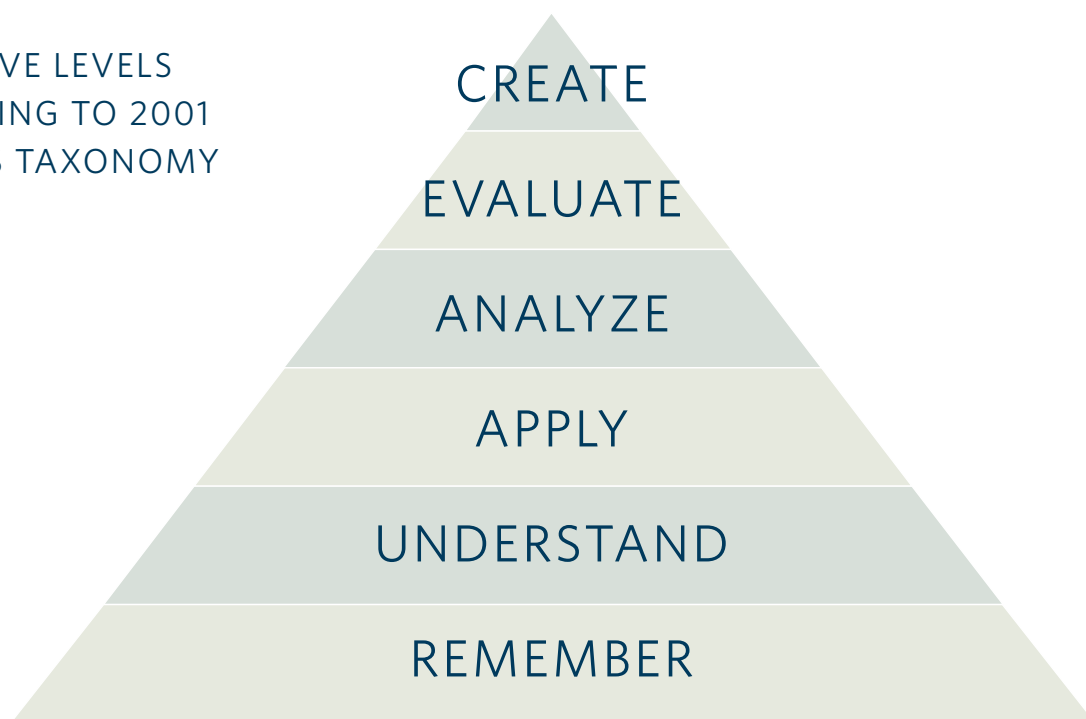 VE LEVELS
ING TO 2001
TAXONOMY
CREATE
EVALUATE
ANALYZE
APPLY
UNDERSTAND
REMEMBER